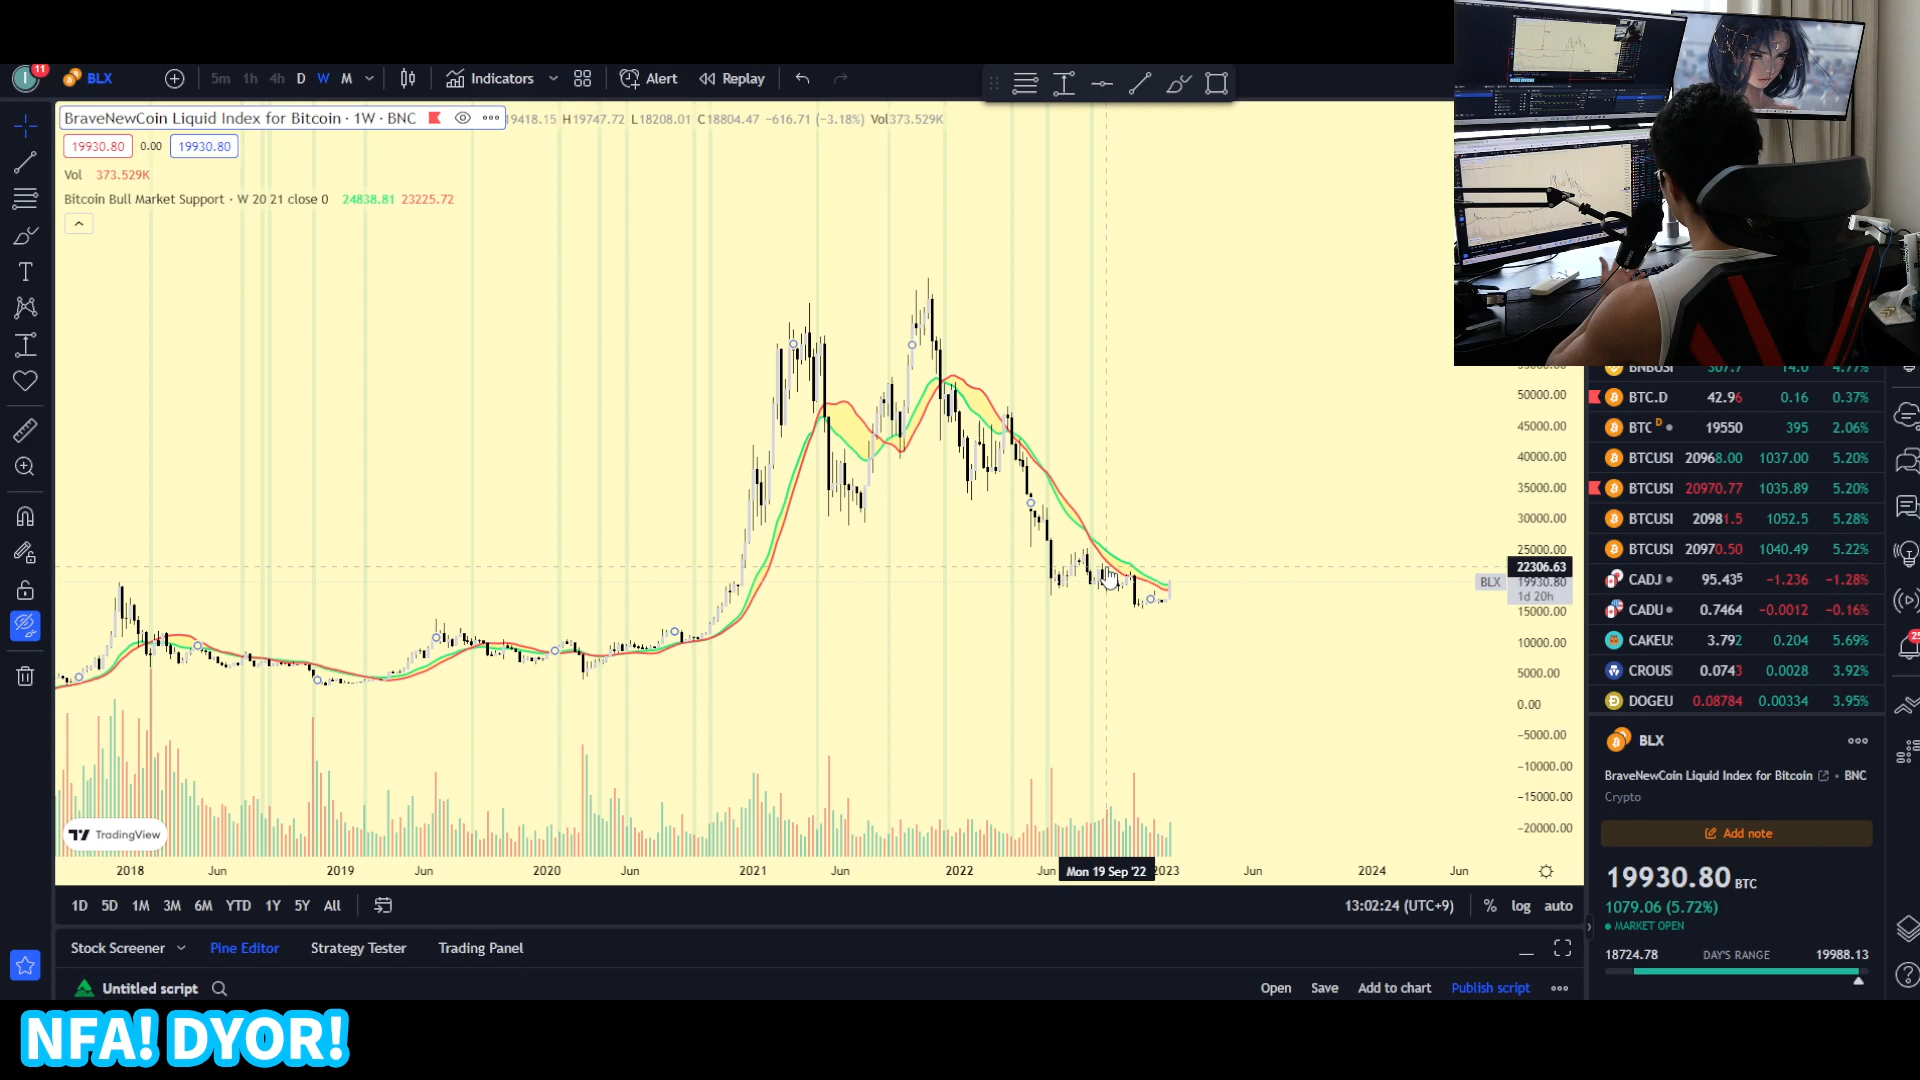 11
BLX
5m 1h 4h D W M
Indicators
Alert
Replay
BraveNewCoin Liquid Index for Bitcoin · 1W · BNC
19418.15 H19747.72 L18208.01 C18804.47 −616.71 (−3.18%) Vol373.529K
19930.80 0.00 19930.80
Vol 373.529K
Bitcoin Bull Market Support · W 20 21 close 0 24838.81 23225.72
50000.00
45000.00
40000.00
35000.00
30000.00
25000.00
22306.63
BLX 19930.80
1d 20h
15000.00
10000.00
5000.00
0.00
−5000.00
−10000.00
−15000.00
−20000.00
TradingView
2018 Jun 2019 Jun 2020 Jun 2021 Jun 2022 Jun Mon 19 Sep '22 2023 Jun 2024 Jun
1D 5D 1M 3M 6M YTD 1Y 5Y All
13:02:24 (UTC+9) % log auto
Stock Screener Pine Editor Strategy Tester Trading Panel
Untitled script
Open Save Add to chart Publish script
BNBUSI 307.7 14.0 4.77%
BTC.D 42.96 0.16 0.37%
BTC D 19550 395 2.06%
BTCUSI 20968.00 1037.00 5.20%
BTCUSI 20970.77 1035.89 5.20%
BTCUSI 20981.5 1052.5 5.28%
BTCUSI 20970.50 1040.49 5.22%
CADJ 95.435 −1.236 −1.28%
CADU 0.7464 −0.0012 −0.16%
CAKEU: 3.792 0.204 5.69%
CROUS 0.0743 0.0028 3.92%
DOGEU 0.08784 0.00334 3.95%
BLX
BraveNewCoin Liquid Index for Bitcoin • BNC
Crypto
Add note
19930.80 BTC
1079.06 (5.72%)
MARKET OPEN
18724.78 DAY'S RANGE 19988.13
NFA! DYOR!